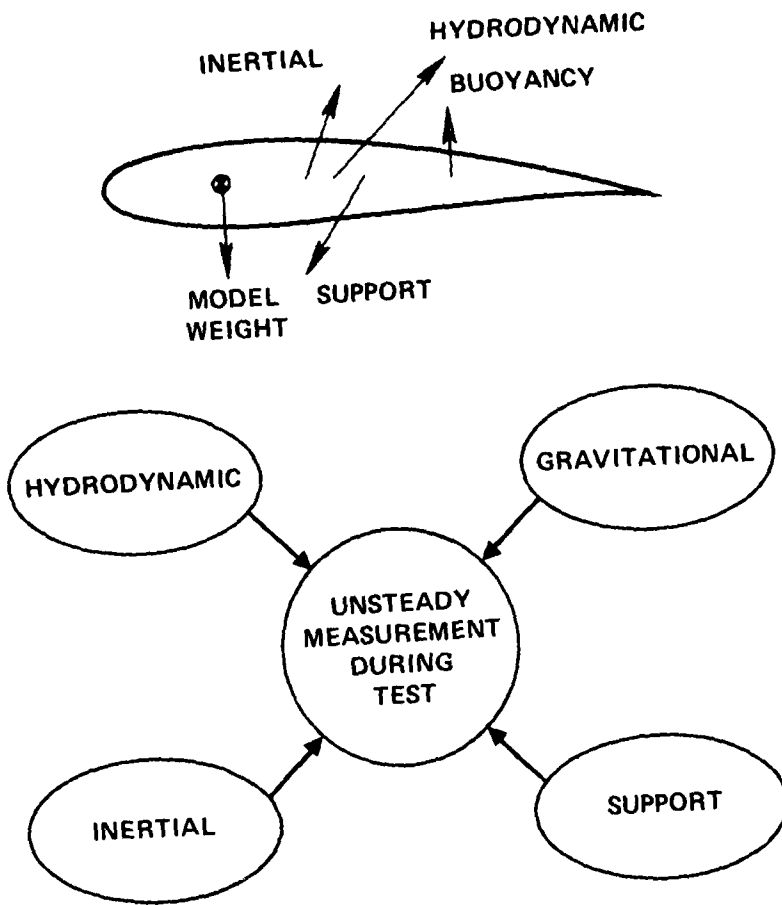 HYDRODYNAMIC
INERTIAL
BUOYANCY
MODEL
WEIGHT
SUPPORT
HYDRODYNAMIC
GRAVITATIONAL
UNSTEADY
MEASUREMENT
DURING
TEST
INERTIAL
SUPPORT